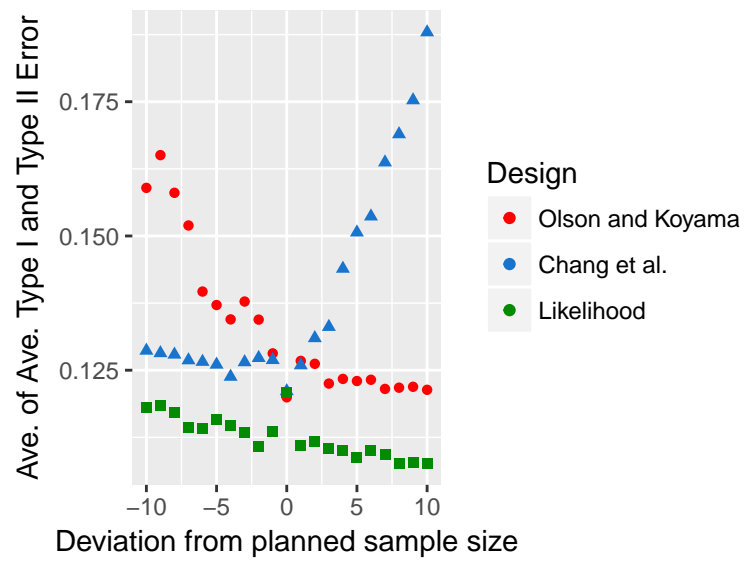 Ave. of Ave. Type I and Type II Error
0.175
0.150
0.125
−10
−5
0
5
10
Deviation from planned sample size
Design
Olson and Koyama
Chang et al.
Likelihood